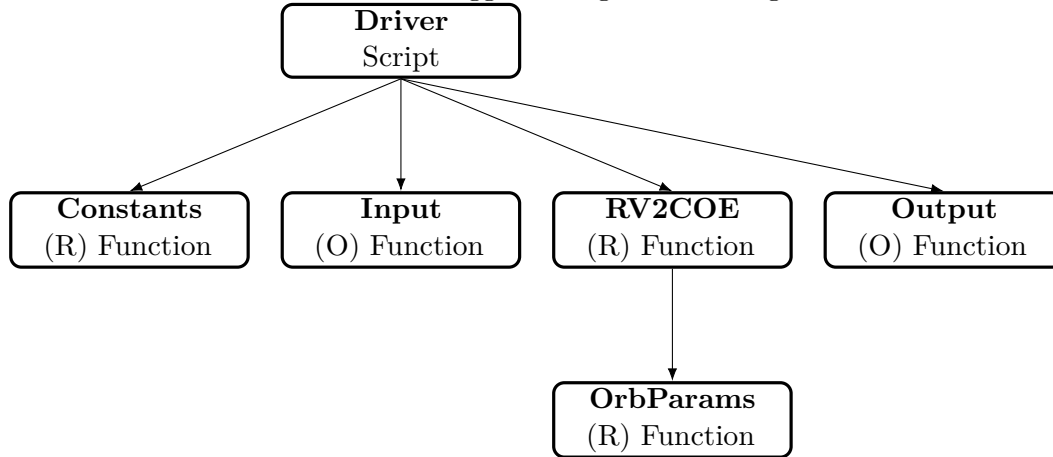 Driver
Script
Constants
(R) Function
Input
(O) Function
RV2COE
(R) Function
Output
(O) Function
OrbParams
(R) Function